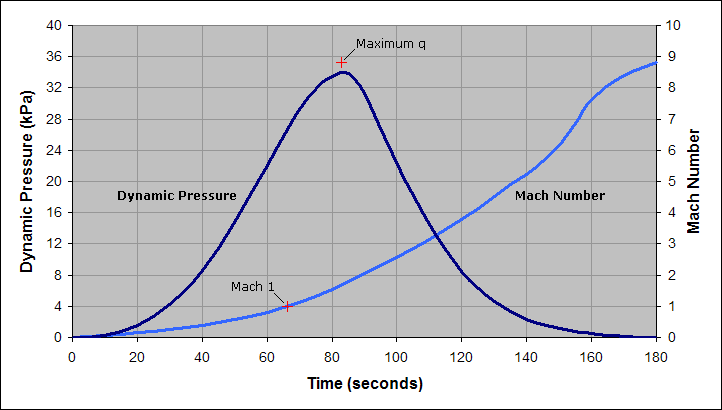 40
36
32
28
24
20
16
12
8
4
0
Dynamic Pressure (kPa)
10
9
8
7
6
5
4
3
2
1
0
Mach Number
Maximum q
Dynamic Pressure
Mach Number
Mach 1
0 20 40 60 80 100 120 140 160 180
Time (seconds)